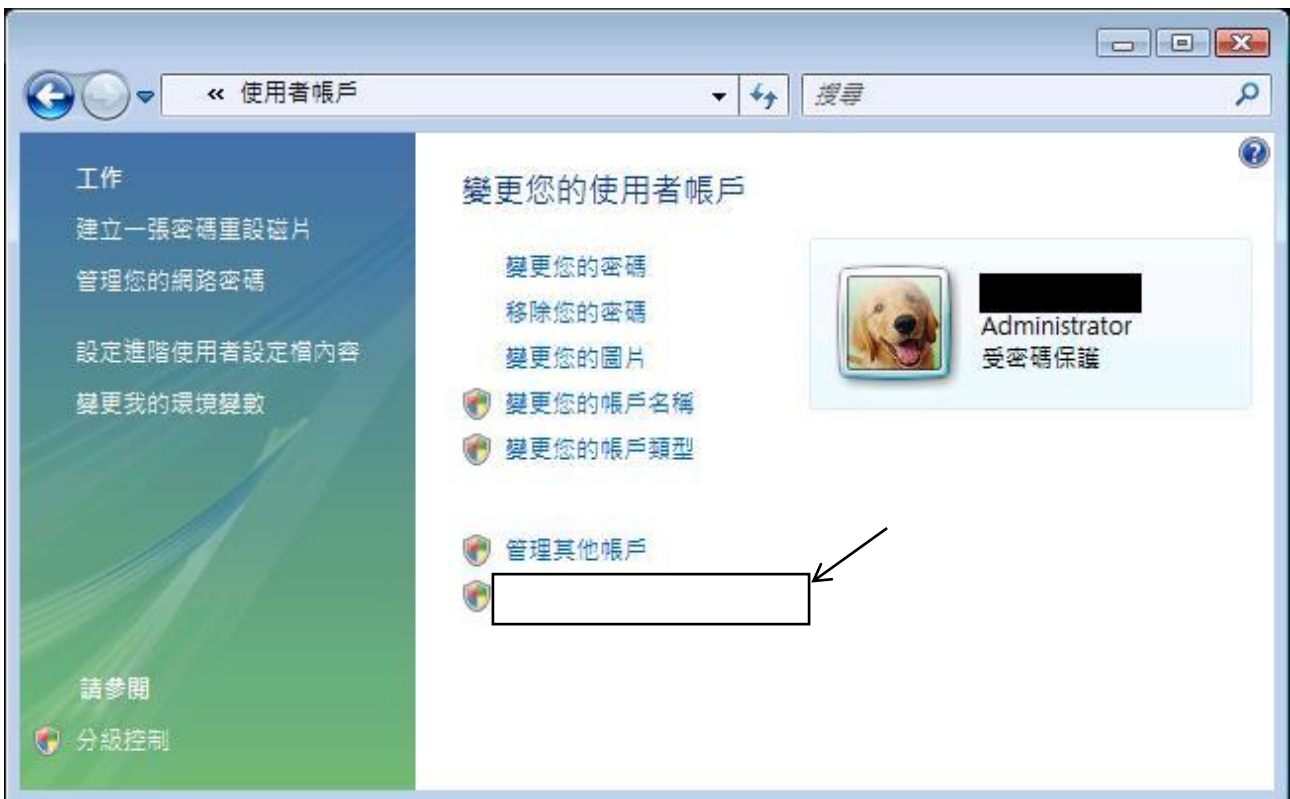 « 使用者帳戶
搜尋
工作
建立一張密碼重設磁片
管理您的網路密碼
設定進階使用者設定檔內容
變更我的環境變數
請參閱
分級控制
變更您的使用者帳戶
變更您的密碼
移除您的密碼
變更您的圖片
變更您的帳戶名稱
變更您的帳戶類型
管理其他帳戶
Administrator
受密碼保護